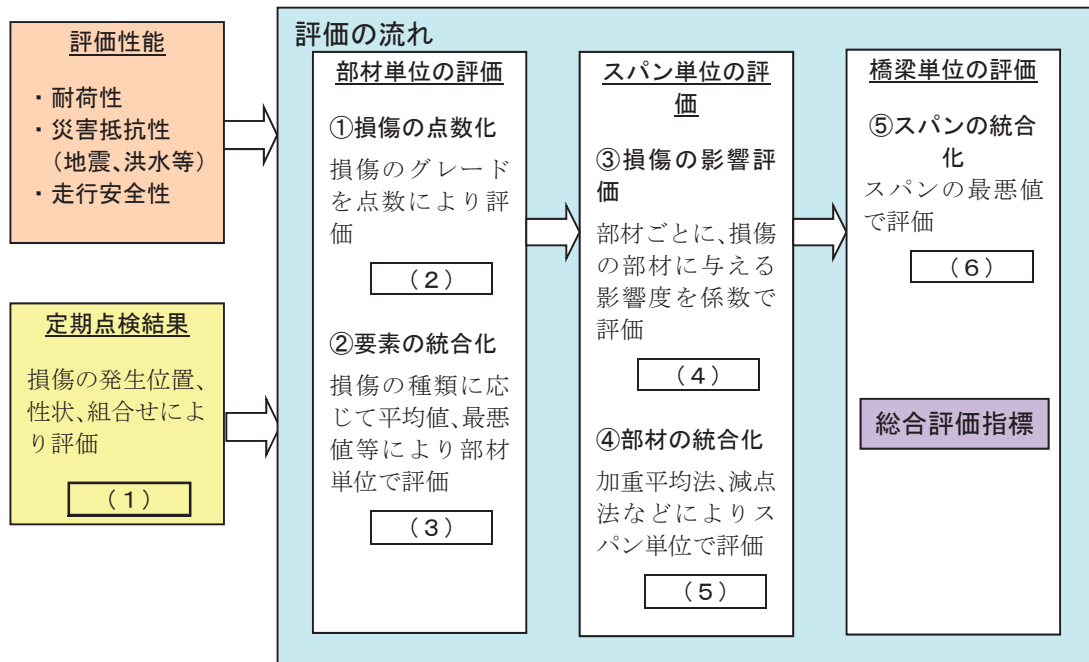 評価性能
・耐荷性
・災害抵抗性
（地震、洪水等）
・走行安全性
定期点検結果
損傷の発生位置、
性状、組合せによ
り評価
（１）
評価の流れ
部材単位の評価
①損傷の点数化
損傷のグレード
を点数により評
価
（２）
②要素の統合化
損傷の種類に応
じて平均値、最悪
値等により部材
単位で評価
（３）
スパン単位の評
価
③損傷の影響評
価
部材ごとに、損傷
の部材に与える
影響度を係数で
評価
（４）
④部材の統合化
加重平均法、減点
法などによりス
パン単位で評価
（５）
橋梁単位の評価
⑤スパンの統合
化
スパンの最悪値
で評価
（６）
総合評価指標